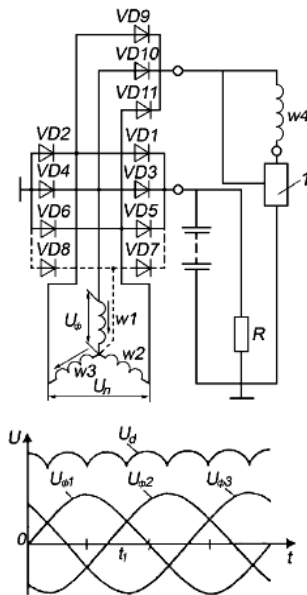 VD9
VD10
VD11
w4
VD2 VD1
1
VD4 VD3
VD6 VD5
VD8 VD7
Uф w1
R
w3 w2
Uл
U
Ud
Uф1 Uф2 Uф3
0
t1 t